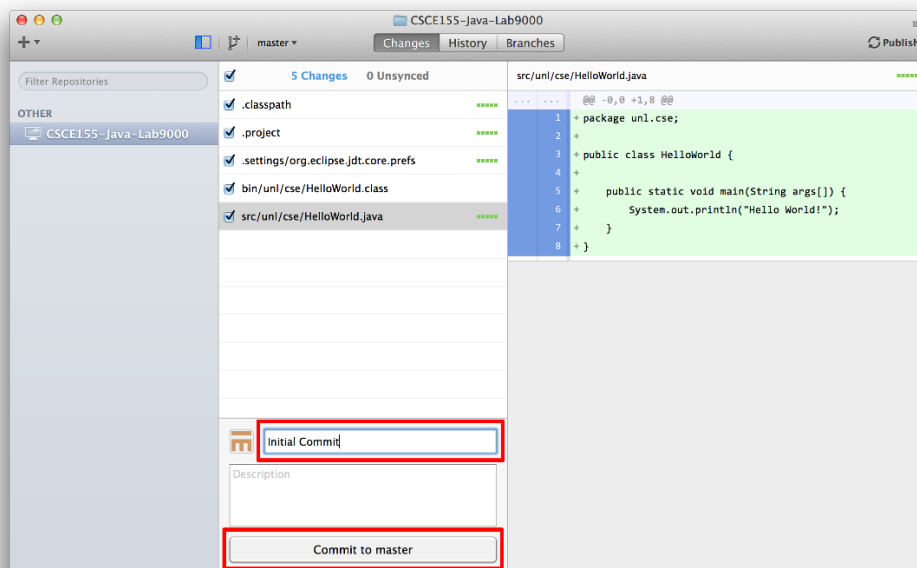 CSCE155-Java-Lab9000
master
Changes
History
Branches
Publish
Filter Repositories
OTHER
CSCE155-Java-Lab9000
5 Changes
0 Unsynced
.classpath
.project
.settings/org.eclipse.jdt.core.prefs
bin/unl/cse/HelloWorld.class
src/unl/cse/HelloWorld.java
Initial Commit
Description
Commit to master
src/unl/cse/HelloWorld.java
... ... @@ -0,0 +1,8 @@
1 +package unl.cse;
2 +
3 +public class HelloWorld {
4 +
5 + public static void main(String args[]) {
6 + System.out.println("Hello World!");
7 + }
8 +}